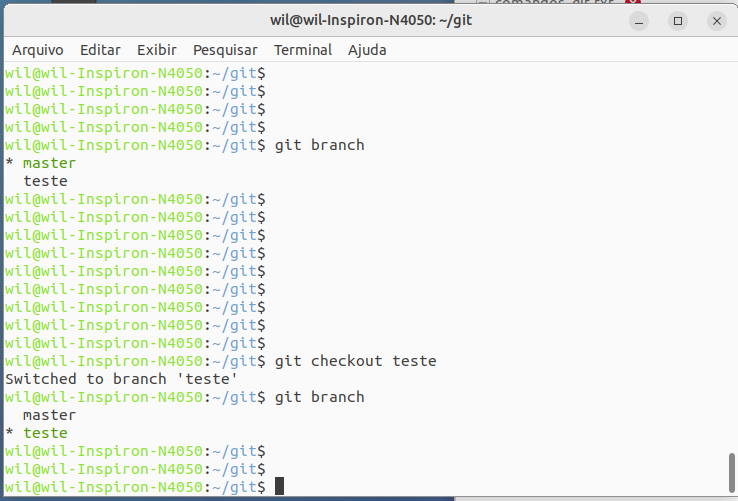 comandos_git.txt
wil@wil-Inspiron-N4050: ~/git
Arquivo Editar Exibir Pesquisar Terminal Ajuda
wil@wil-Inspiron-N4050:~/git$
wil@wil-Inspiron-N4050:~/git$
wil@wil-Inspiron-N4050:~/git$
wil@wil-Inspiron-N4050:~/git$
wil@wil-Inspiron-N4050:~/git$ git branch
* master
  teste
wil@wil-Inspiron-N4050:~/git$
wil@wil-Inspiron-N4050:~/git$
wil@wil-Inspiron-N4050:~/git$
wil@wil-Inspiron-N4050:~/git$
wil@wil-Inspiron-N4050:~/git$
wil@wil-Inspiron-N4050:~/git$
wil@wil-Inspiron-N4050:~/git$
wil@wil-Inspiron-N4050:~/git$
wil@wil-Inspiron-N4050:~/git$
wil@wil-Inspiron-N4050:~/git$ git checkout teste
Switched to branch 'teste'
wil@wil-Inspiron-N4050:~/git$ git branch
  master
* teste
wil@wil-Inspiron-N4050:~/git$
wil@wil-Inspiron-N4050:~/git$
wil@wil-Inspiron-N4050:~/git$